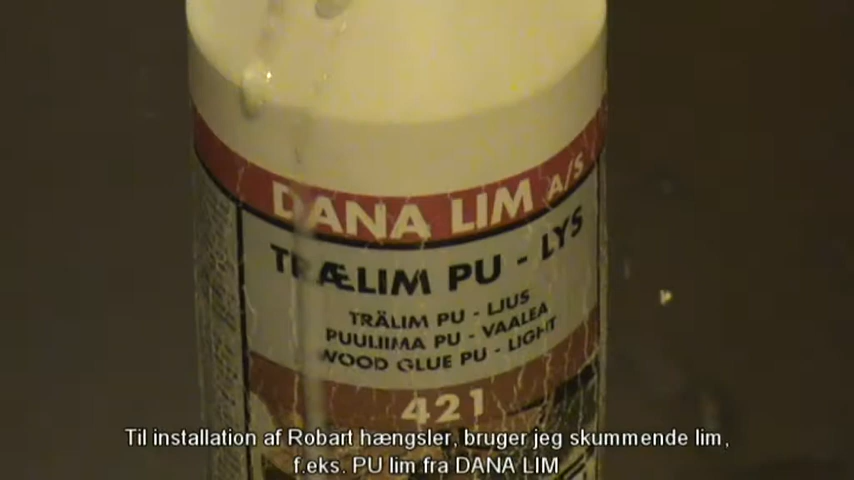 DANA LIM A/S
TRÆLIM PU - LYS
TRÄLIM PU - LJUS
PUULIIMA PU - VAALEA
WOOD GLUE PU - LIGHT
421
Til installation af Robart hængsler, bruger jeg skummende lim,
f.eks. PU lim fra DANA LIM